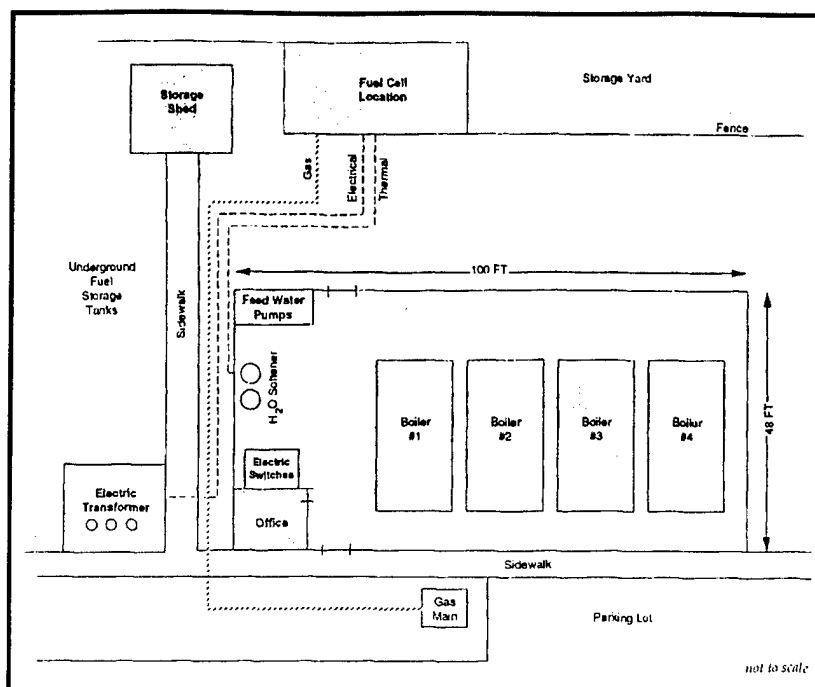 Storage
Shed
Fuel Cell
Location
Storage Yard
Fence
Gas
Electrical
Thermal
100 FT
Underground
Fuel
Storage
Tanks
Sidewalk
Feed Water
Pumps
H2O Softener
48 FT
Boiler
#1
Boiler
#2
Boiler
#3
Boilur
#4
Electric
Switches
Electric
Transformer
Office
Sidewalk
Gas
Main
Parking Lot
not to scale